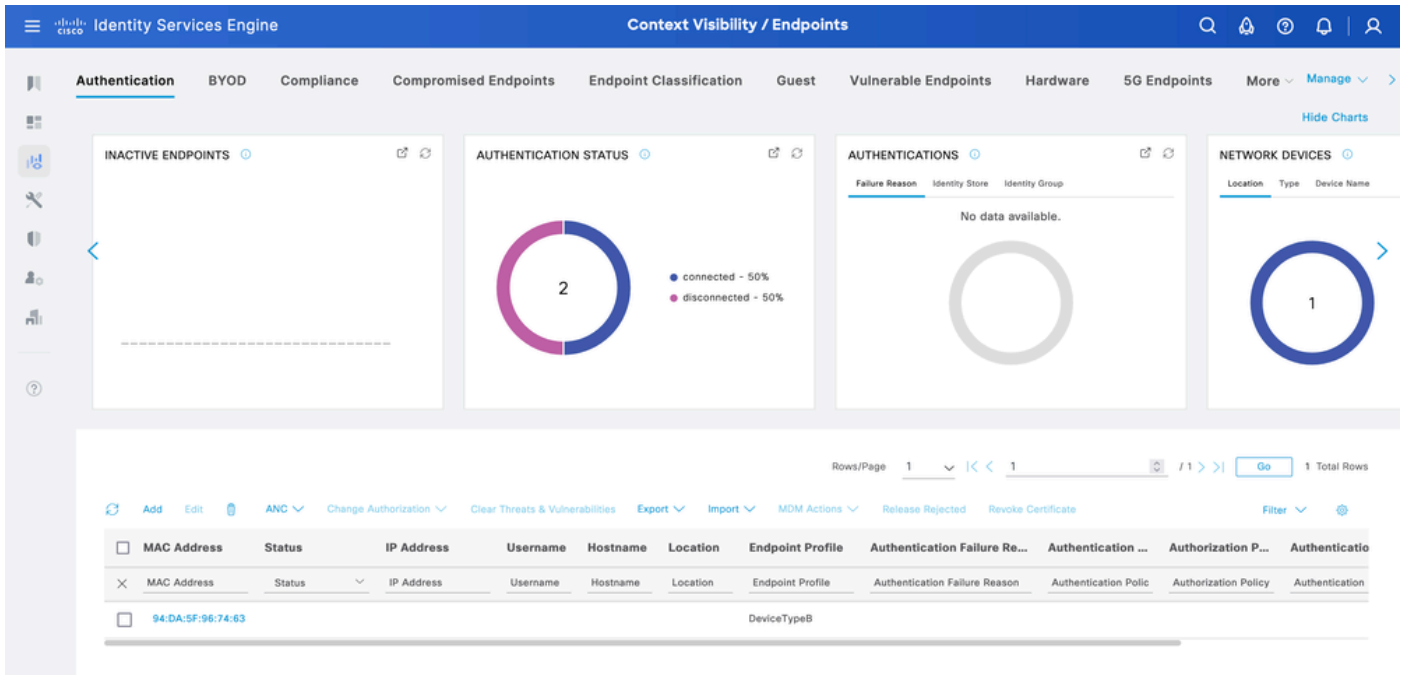 cisco Identity Services Engine
Context Visibility / Endpoints
Authentication BYOD Compliance Compromised Endpoints Endpoint Classification Guest Vulnerable Endpoints Hardware 5G Endpoints More Manage
Hide Charts
INACTIVE ENDPOINTS
AUTHENTICATION STATUS
2
connected - 50%
disconnected - 50%
AUTHENTICATIONS
Failure Reason Identity Store Identity Group
No data available.
NETWORK DEVICES
Location Type Device Name
1
Rows/Page 1 1 / 1 Go 1 Total Rows
Add Edit ANC Change Authorization Clear Threats & Vulnerabilities Export Import MDM Actions Release Rejected Revoke Certificate Filter
MAC Address Status IP Address Username Hostname Location Endpoint Profile Authentication Failure Re... Authentication ... Authorization P... Authenticatio
MAC Address Status IP Address Username Hostname Location Endpoint Profile Authentication Failure Reason Authentication Polic Authorization Policy Authentication
94:DA:5F:96:74:63 DeviceTypeB